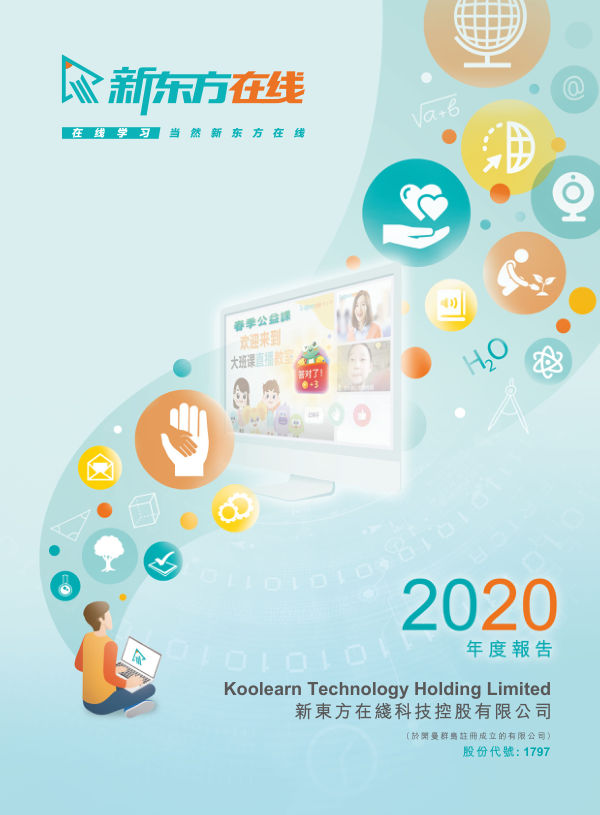 新东方在线
在线学习 当然新东方在线
@
√a+b
春季公益課
欢迎来到
大班课直播教室
答对了!
+3
H₂O
2020
年度報告
Koolearn Technology Holding Limited
新東方在綫科技控股有限公司
(於開曼群島註冊成立的有限公司)
股份代號: 1797